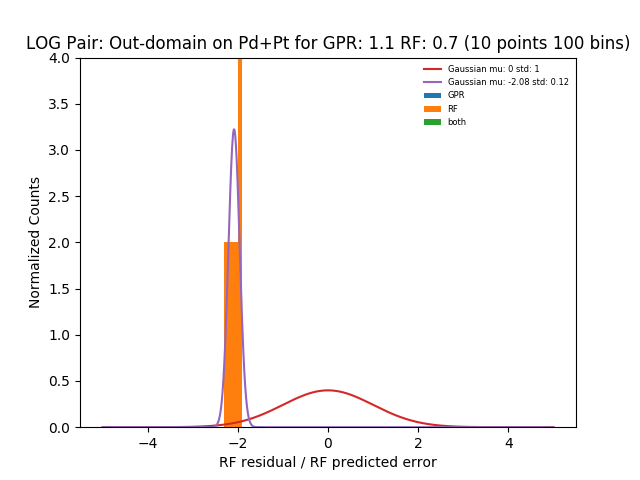 LOG Pair: Out-domain on Pd+Pt for GPR: 1.1 RF: 0.7 (10 points 100 bins)
Gaussian mu: 0 std: 1
Gaussian mu: -2.08 std: 0.12
GPR
RF
both
Normalized Counts
4.0
3.5
3.0
2.5
2.0
1.5
1.0
0.5
0.0
−4 −2 0 2 4
RF residual / RF predicted error